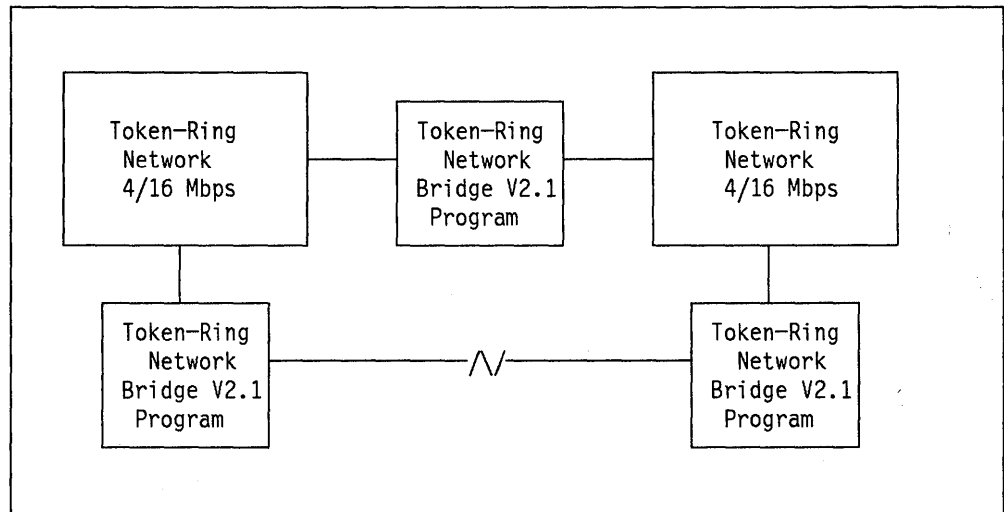 Token-Ring
Network
4/16 Mbps
Token-Ring
Network
Bridge V2.1
Program
Token-Ring
Network
4/16 Mbps
Token-Ring
Network
Bridge V2.1
Program
Token-Ring
Network
Bridge V2.1
Program